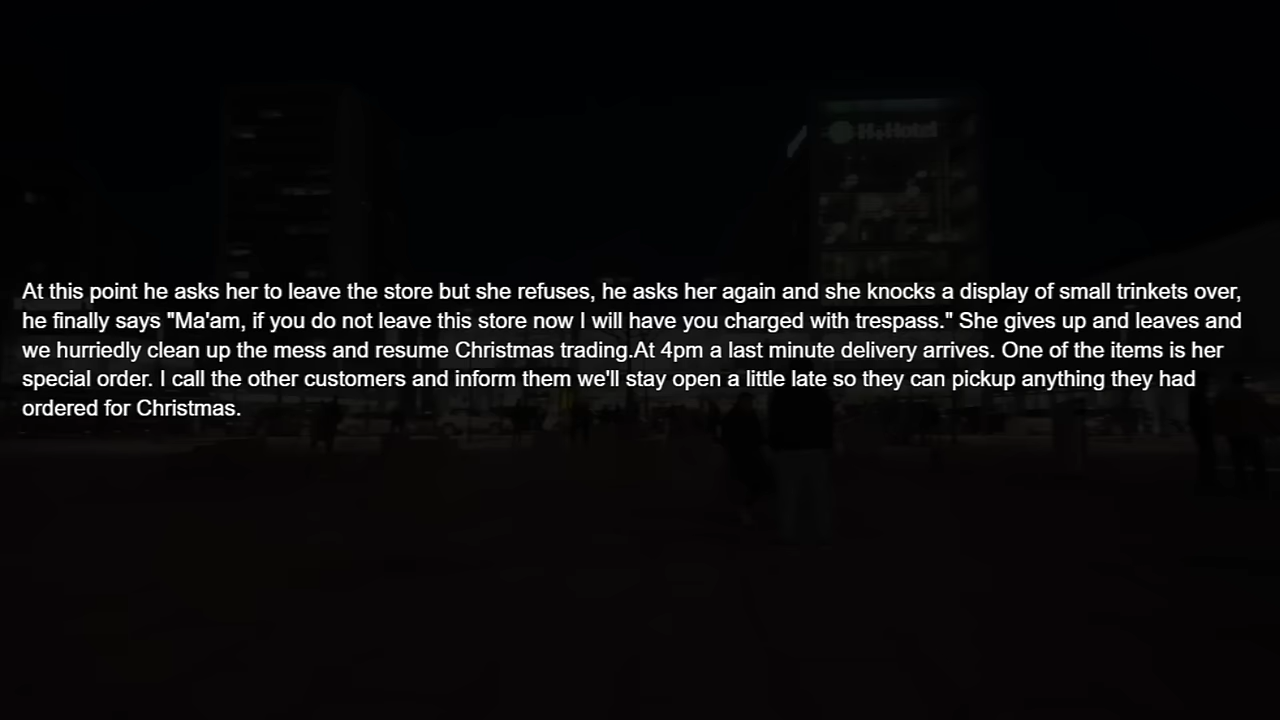 H+Hotel
At this point he asks her to leave the store but she refuses, he asks her again and she knocks a display of small trinkets over,
he finally says "Ma'am, if you do not leave this store now I will have you charged with trespass." She gives up and leaves and
we hurriedly clean up the mess and resume Christmas trading.At 4pm a last minute delivery arrives. One of the items is her
special order. I call the other customers and inform them we'll stay open a little late so they can pickup anything they had
ordered for Christmas.